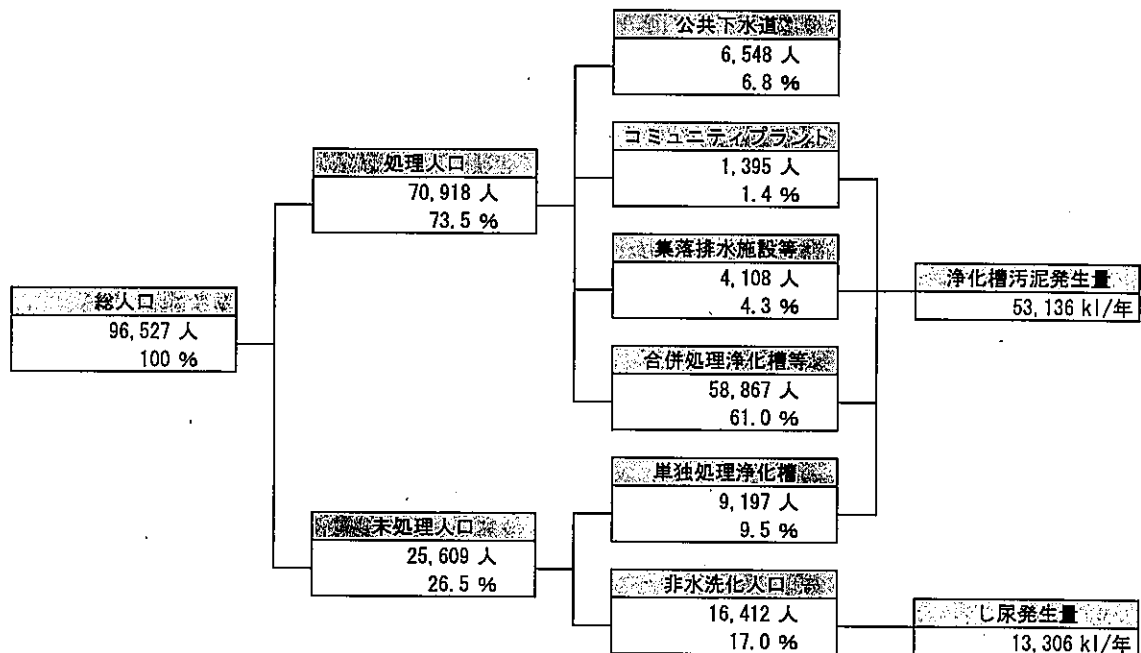 公共下水道
6,548 人
6.8 %
コミュニティプラント
1,395 人
1.4 %
処理人口
70,918 人
73.5 %
集落排水施設等
4,108 人
4.3 %
浄化槽汚泥発生量
53,136 kl/年
総人口
96,527 人
100 %
合併処理浄化槽等
58,867 人
61.0 %
単独処理浄化槽
9,197 人
9.5 %
未処理人口
25,609 人
26.5 %
非水洗化人口
16,412 人
17.0 %
し尿発生量
13,306 kl/年